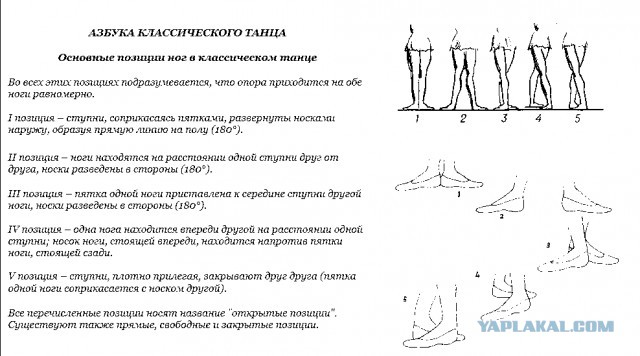 АЗБУКА КЛАССИЧЕСКОГО ТАНЦА
Основные позиции ног в классическом танце
Во всех этих позициях подразумевается, что опора приходится на обе
ноги равномерно.
I позиция – ступни, соприкасаясь пятками, развернуты носками
наружу, образуя прямую линию на полу (180°).
II позиция – ноги находятся на расстоянии одной ступни друг от
друга, носки разведены в стороны (180°).
III позиция – пятка одной ноги приставлена к середине ступни другой
ноги, носки разведены в стороны (180°).
IV позиция – одна нога находится впереди другой на расстоянии одной
ступни; носок ноги, стоящей впереди, находится напротив пятки
ноги, стоящей сзади.
V позиция – ступни, плотно прилегая, закрывают друг друга (пятка
одной ноги соприкасается с носком другой).
Все перечисленные позиции носят название "открытые позиции".
Существуют также прямые, свободные и закрытые позиции.
1 2 3 4 5
1
2
3
4
5
YAPLAKAL.COM